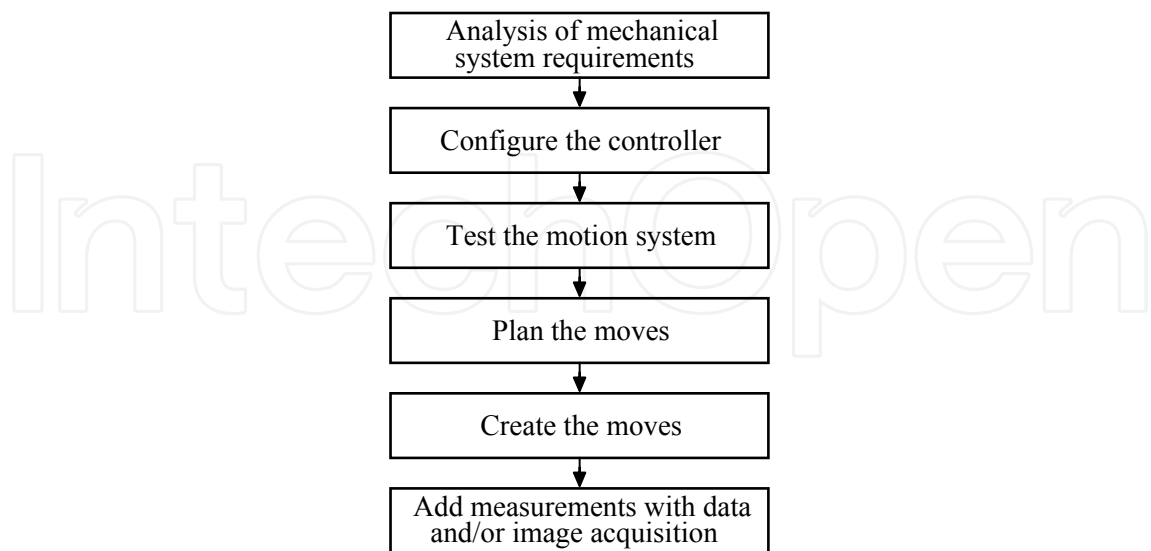 Analysis of mechanical
system requirements
Configure the controller
IntechOpen
Test the motion system
Plan the moves
Create the moves
Add measurements with data
and/or image acquisition